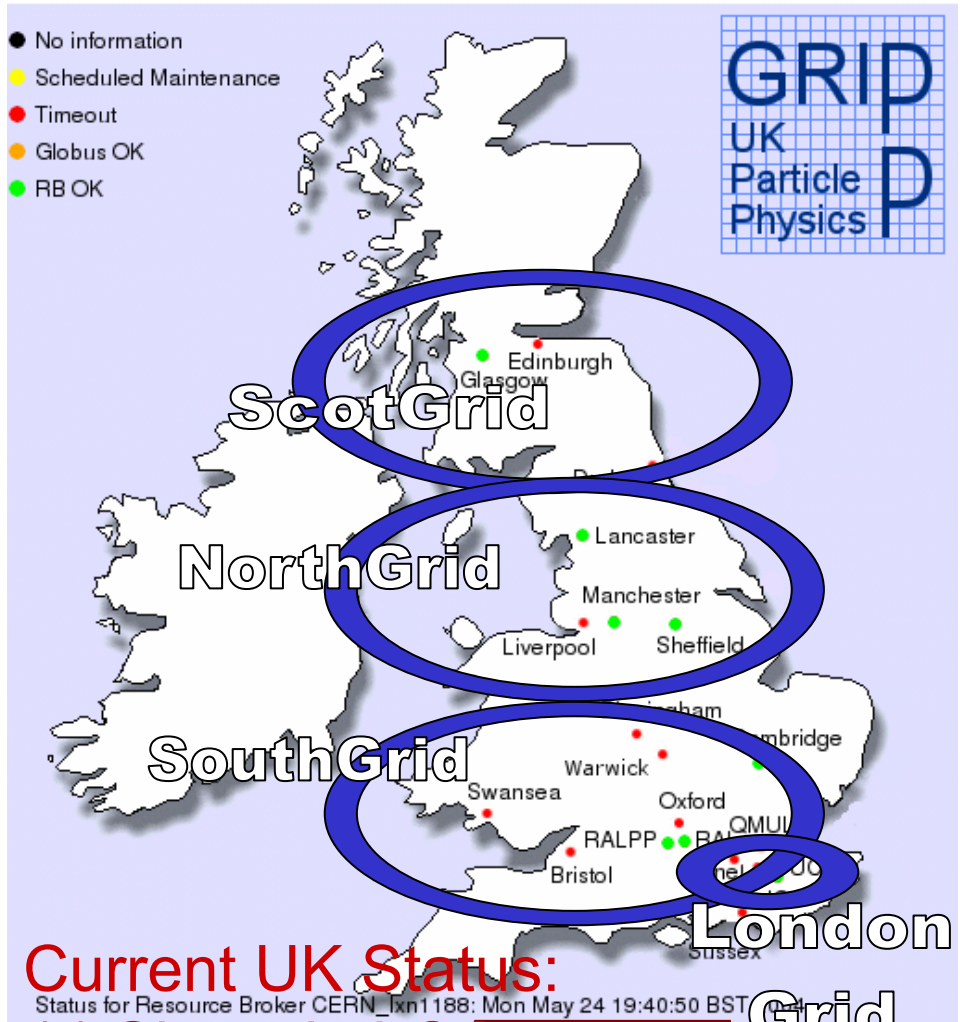 No information
Scheduled Maintenance
Timeout
Globus OK
RB OK
GRIPP
UK
Particle
Physics
Edinburgh
Glasgow
ScotGrid
Lancaster
NorthGrid
Manchester
Liverpool
Sheffield
SouthGrid
Warwick
Swansea
Oxford
QMUL
RALPP
Bristol
London
Sussex
Current UK Status:
Status for Resource Broker CERN_lxn1188: Mon May 24 19:40:50 BST
Grid